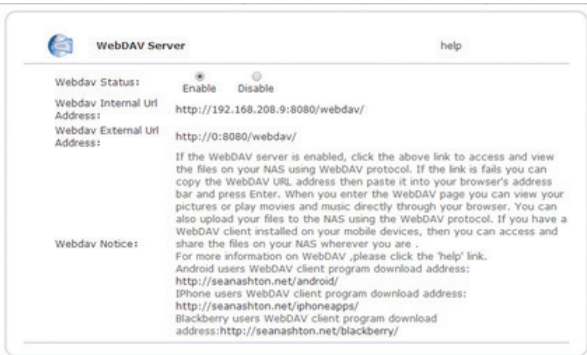 WebDAV Server help
Webdav Status: Enable Disable
Webdav Internal Url
Address: http://192.168.208.9:8080/webdav/
Webdav External Url
Address: http://0:8080/webdav/
Webdav Notice:
If the WebDAV server is enabled, click the above link to access and view
the files on your NAS using WebDAV protocol. If the link is fails you can
copy the WebDAV URL address then paste it into your browser's address
bar and press Enter. When you enter the WebDAV page you can view your
pictures or play movies and music directly through your browser. You can
also upload your files to the NAS using the WebDAV protocol. If you have a
WebDAV client installed on your mobile devices, then you can access and
share the files on your NAS wherever you are .
For more information on WebDAV ,please click the 'help' link.
Android users WebDAV client program download address:
http://seanashton.net/android/
IPhone users WebDAV client program download address:
http://seanashton.net/iphoneapps/
Blackberry users WebDAV client program download
address:http://seanashton.net/blackberry/